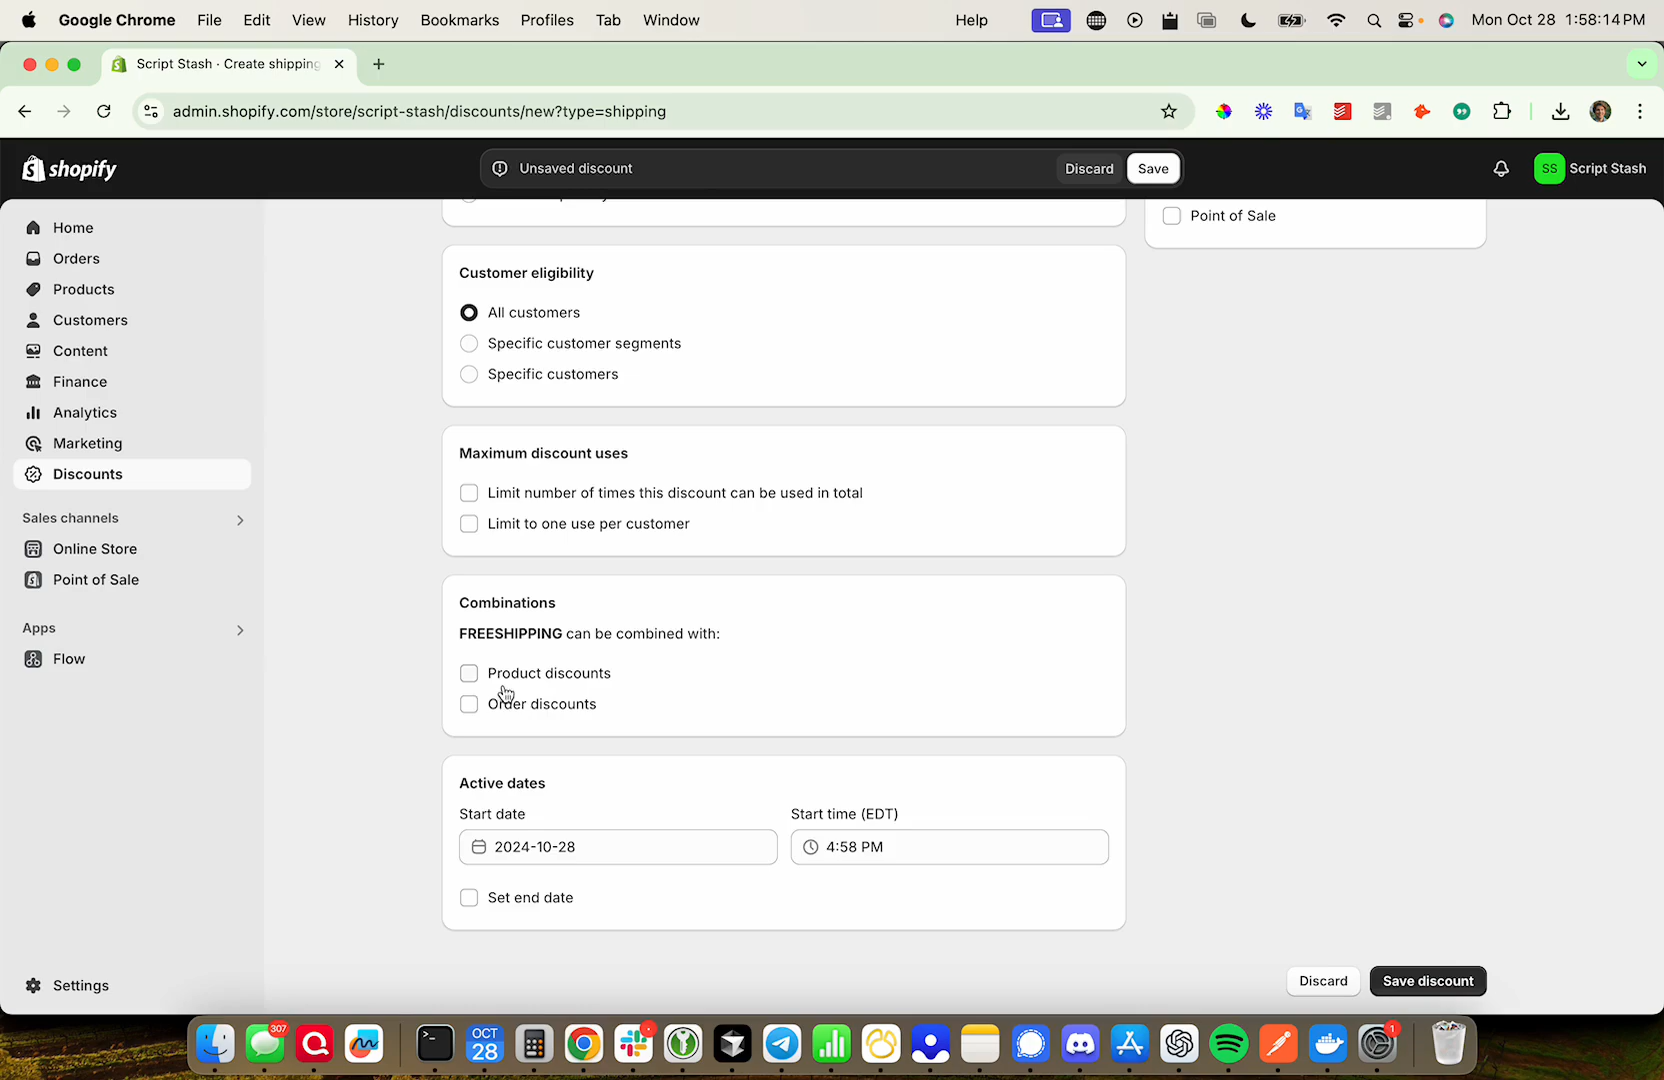 Google Chrome File Edit View History Bookmarks Profiles Tab Window Help Mon Oct 28 1:58:14 PM
Script Stash · Create shipping
admin.shopify.com/store/script-stash/discounts/new?type=shipping
shopify
Unsaved discount
Discard
Save
SS
Script Stash
Home
Orders
Products
Customers
Content
Finance
Analytics
Marketing
Discounts
Sales channels
Online Store
Point of Sale
Apps
Flow
Settings
Point of Sale
Customer eligibility
All customers
Specific customer segments
Specific customers
Maximum discount uses
Limit number of times this discount can be used in total
Limit to one use per customer
Combinations
FREESHIPPING can be combined with:
Product discounts
Order discounts
Active dates
Start date
Start time (EDT)
2024-10-28
4:58 PM
Set end date
Discard
Save discount
307
OCT
28
1